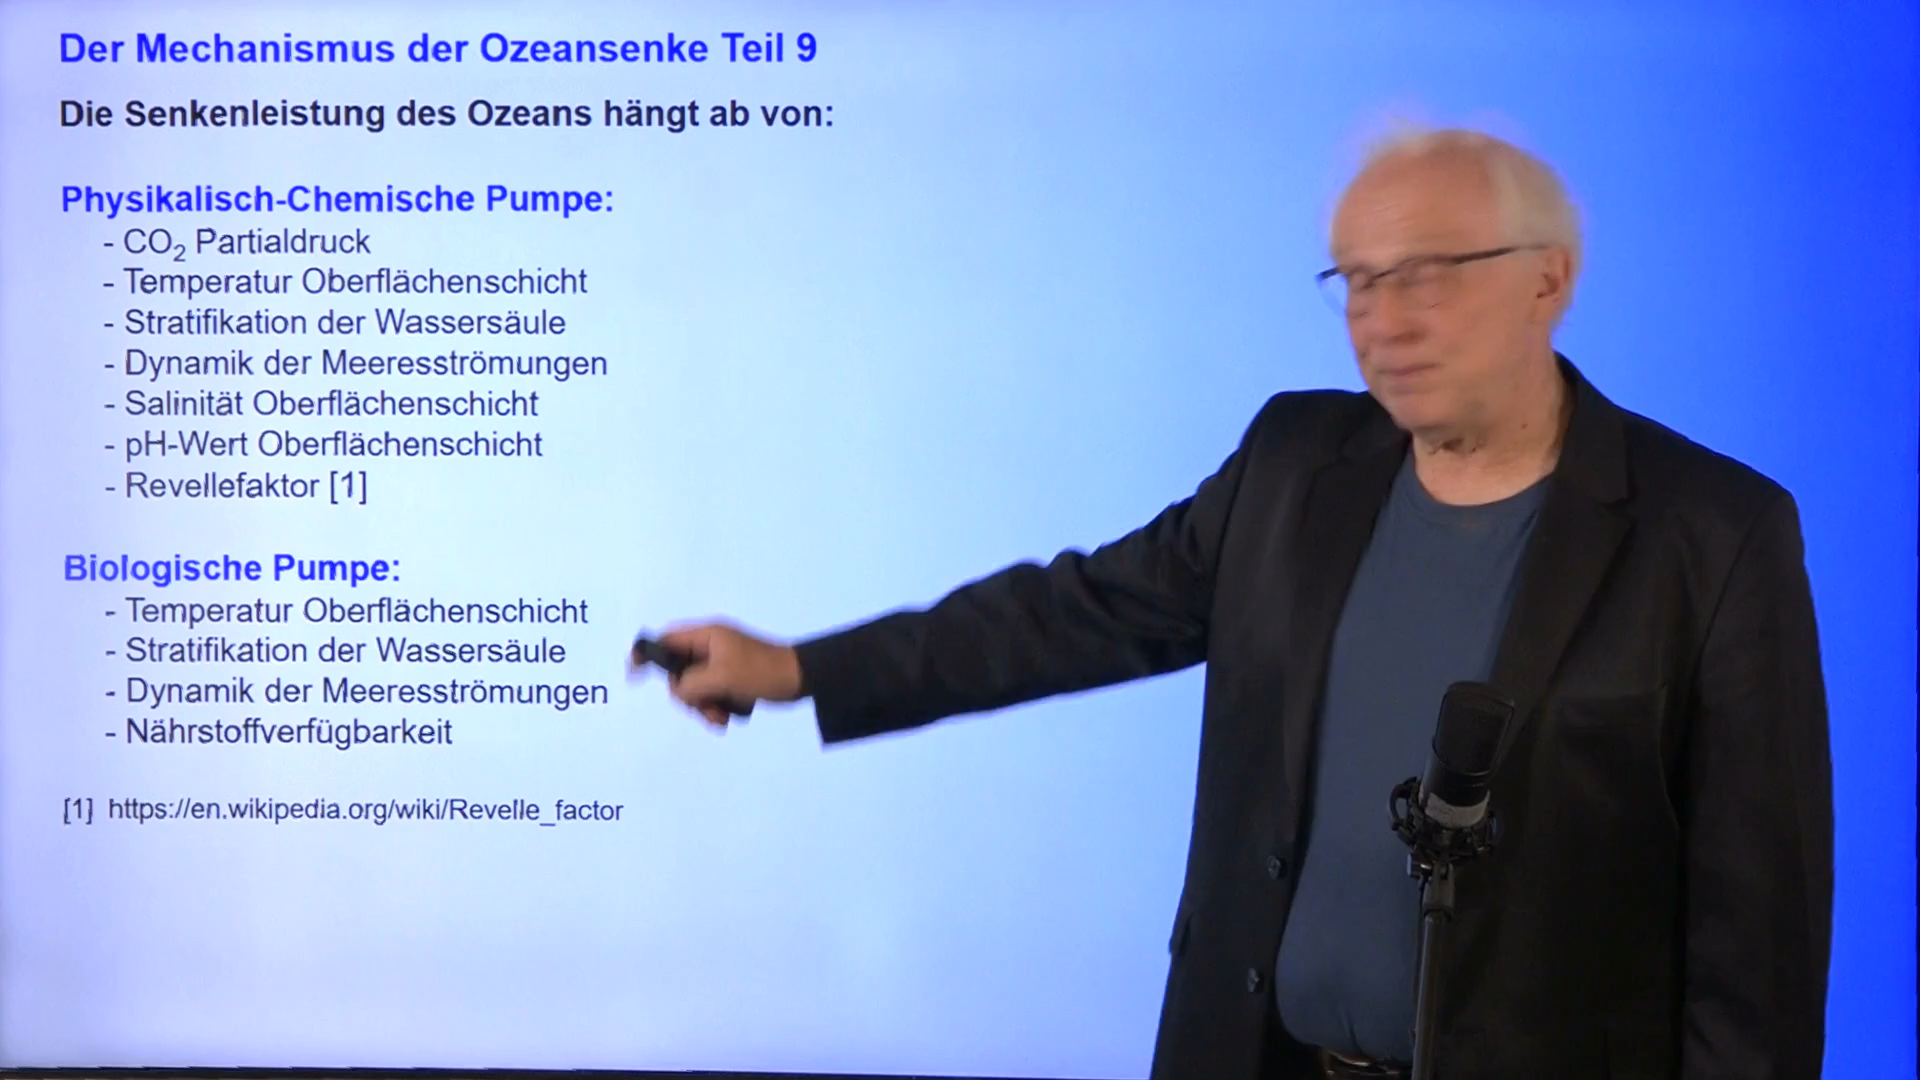 Der Mechanismus der Ozeansenke Teil 9
Die Senkenleistung des Ozeans hängt ab von:
Physikalisch-Chemische Pumpe:
- CO₂ Partialdruck
- Temperatur Oberflächenschicht
- Stratifikation der Wassersäule
- Dynamik der Meeresströmungen
- Salinität Oberflächenschicht
- pH-Wert Oberflächenschicht
- Revellefaktor [1]
Biologische Pumpe:
- Temperatur Oberflächenschicht
- Stratifikation der Wassersäule
- Dynamik der Meeresströmungen
- Nährstoffverfügbarkeit
[1] https://en.wikipedia.org/wiki/Revelle_factor